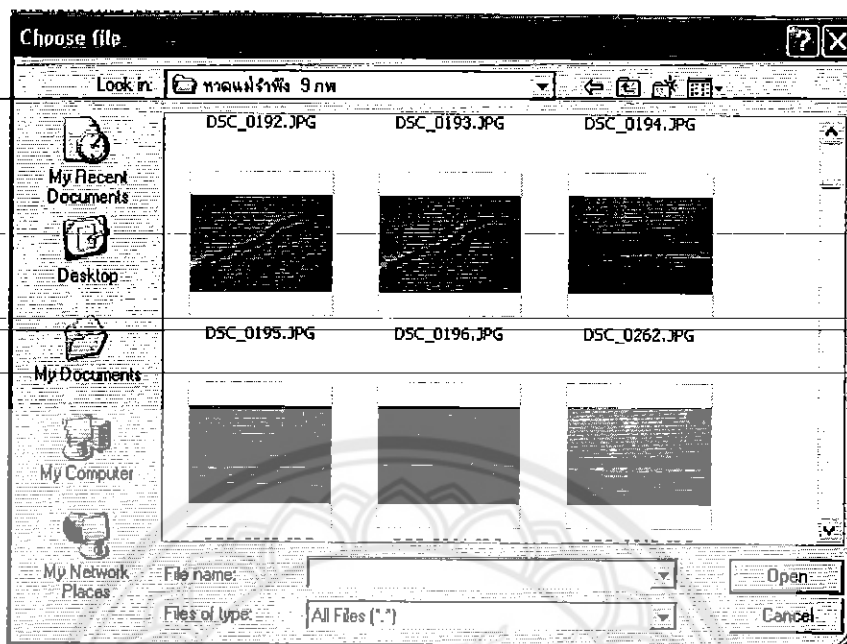 Choose file
Look in: หาดแม่รำพึง 9 กพ
DSC_0192.JPG DSC_0193.JPG DSC_0194.JPG
My Recent
Documents
Desktop
DSC_0195.JPG DSC_0196.JPG DSC_0262.JPG
My Documents
My Computer
My Network
Places
File name:
Open
Files of type: All Files (*.*)
Cancel